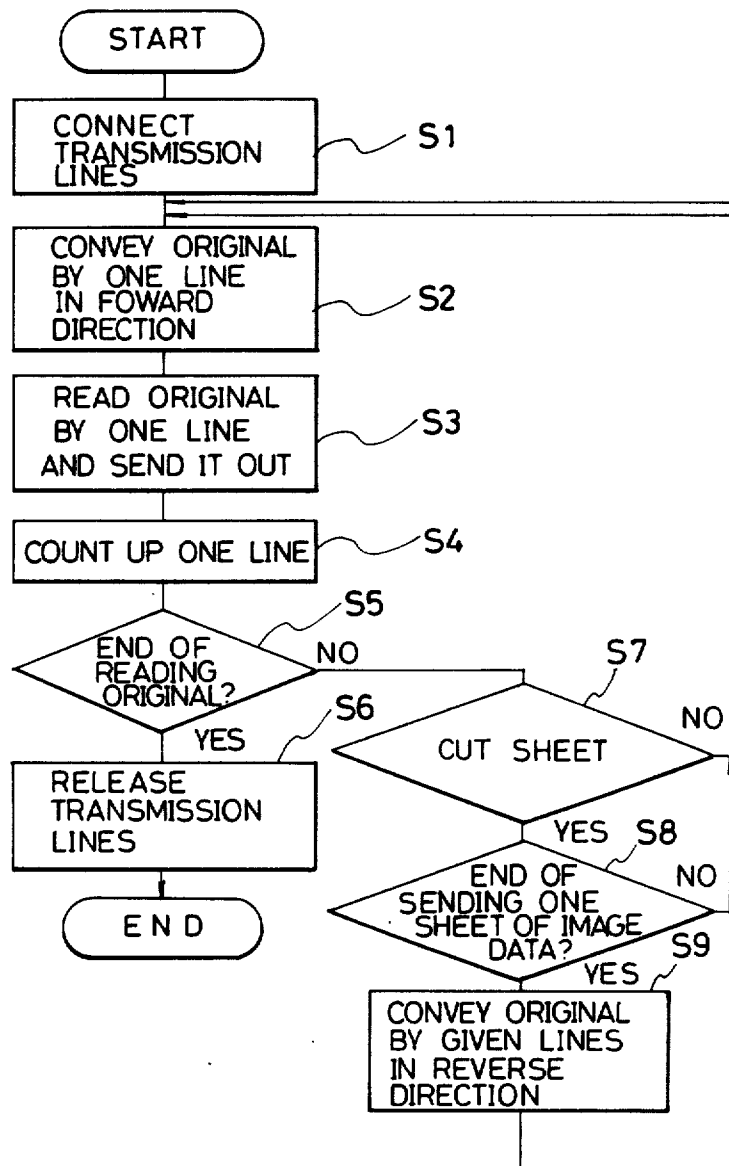 START
CONNECT
TRANSMISSION
LINES
S1
CONVEY ORIGINAL
BY ONE LINE
IN FOWARD
DIRECTION
S2
READ ORIGINAL
BY ONE LINE
AND SEND IT OUT
S3
COUNT UP ONE LINE
S4
END OF
READING
ORIGINAL?
S5
NO
YES
RELEASE
TRANSMISSION
LINES
S6
END
CUT SHEET
S7
NO
YES
END OF
SENDING ONE
SHEET OF IMAGE
DATA?
S8
NO
YES
CONVEY ORIGINAL
BY GIVEN LINES
IN REVERSE
DIRECTION
S9